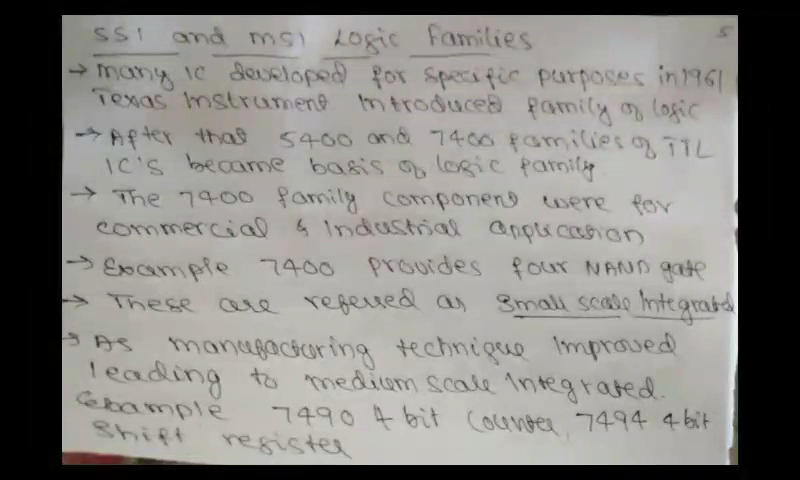 SSI and MSI Logic Families 5
→ Many IC developed for specific purposes in 1961
Texas Instrument Introduced family of logic
→ After that 5400 and 7400 families of TTL
IC's became basis of logic family.
→ The 7400 family component were for
commercial & Industrial application
→ Example 7400 provides four NAND gate
→ These are referred as Small scale Integrated
→ As manufacturing technique Improved
leading to medium scale Integrated.
Example 7490 4 bit Counter, 7494 4 bit
Shift register